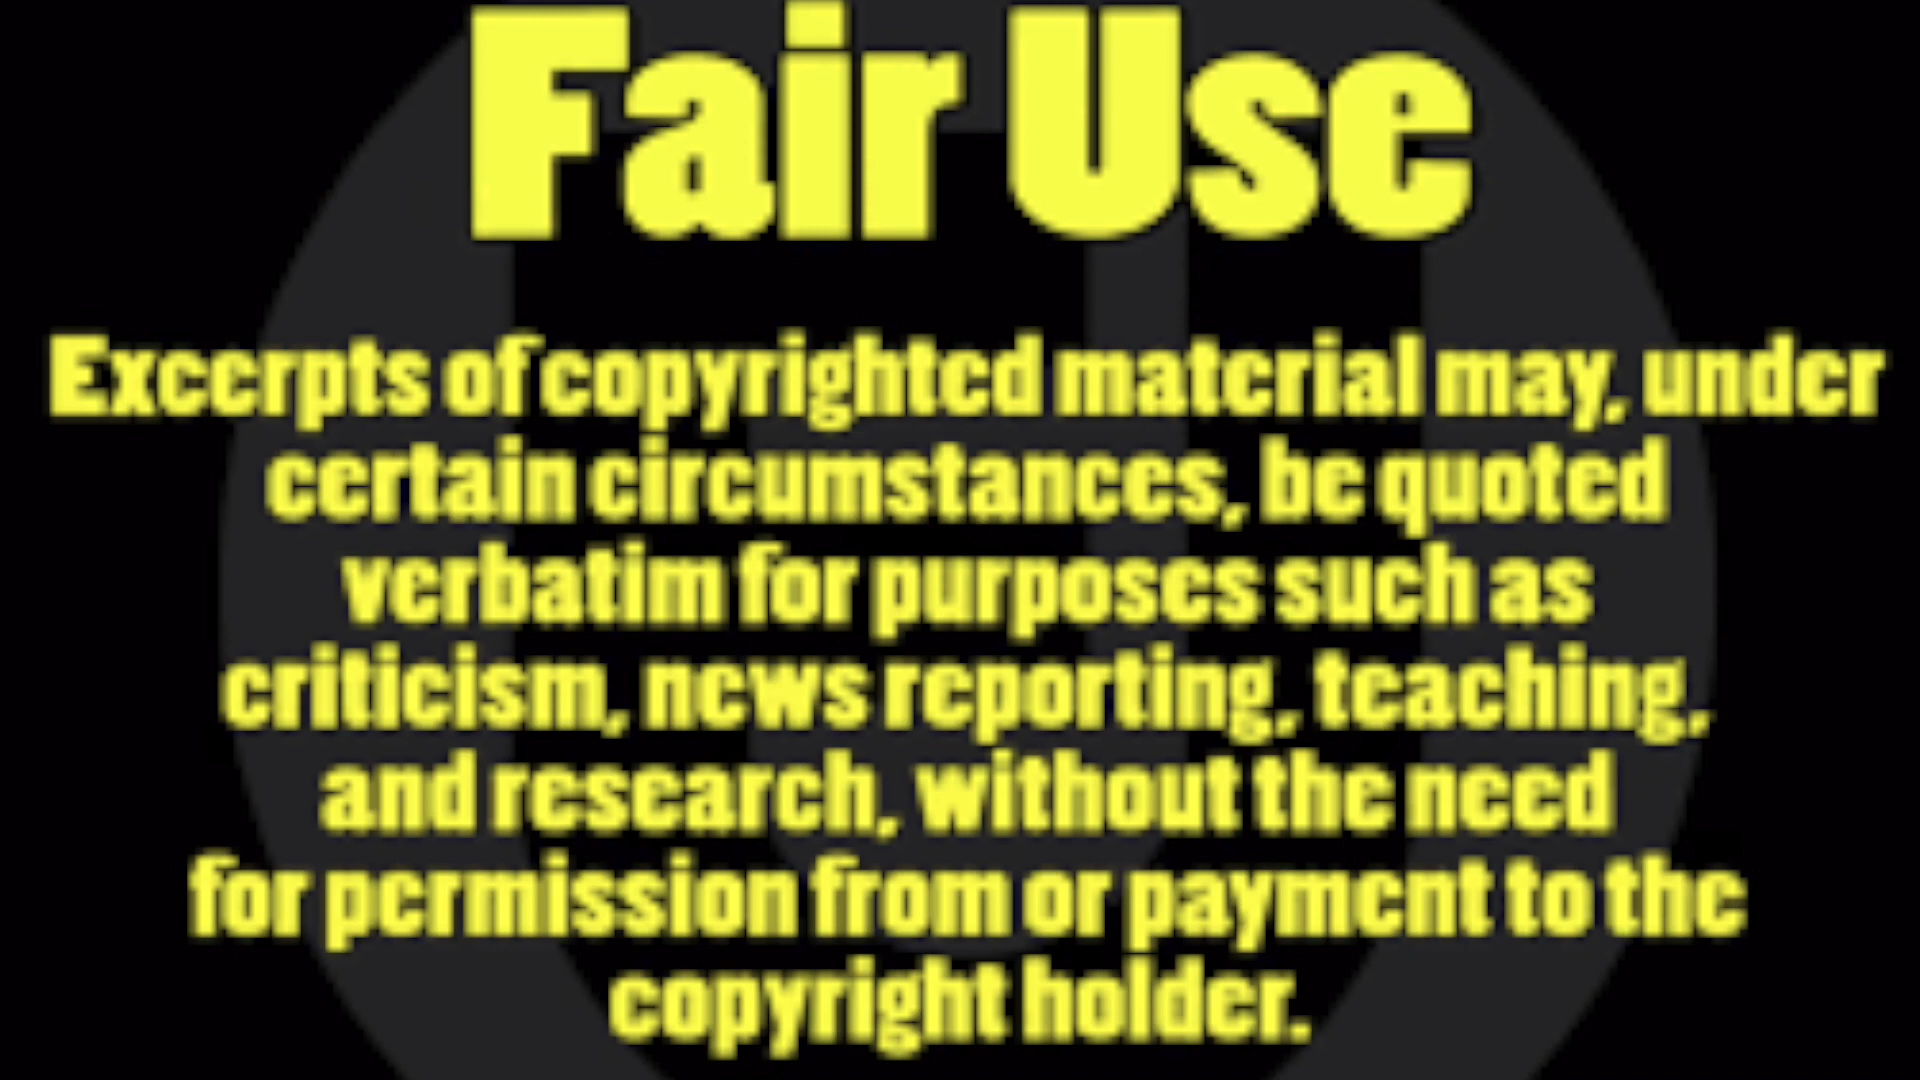 Fair Use
Excerpts of copyrighted material may, under
certain circumstances, be quoted
verbatim for purposes such as
criticism, news reporting, teaching,
and research, without the need
for permission from or payment to the
copyright holder.